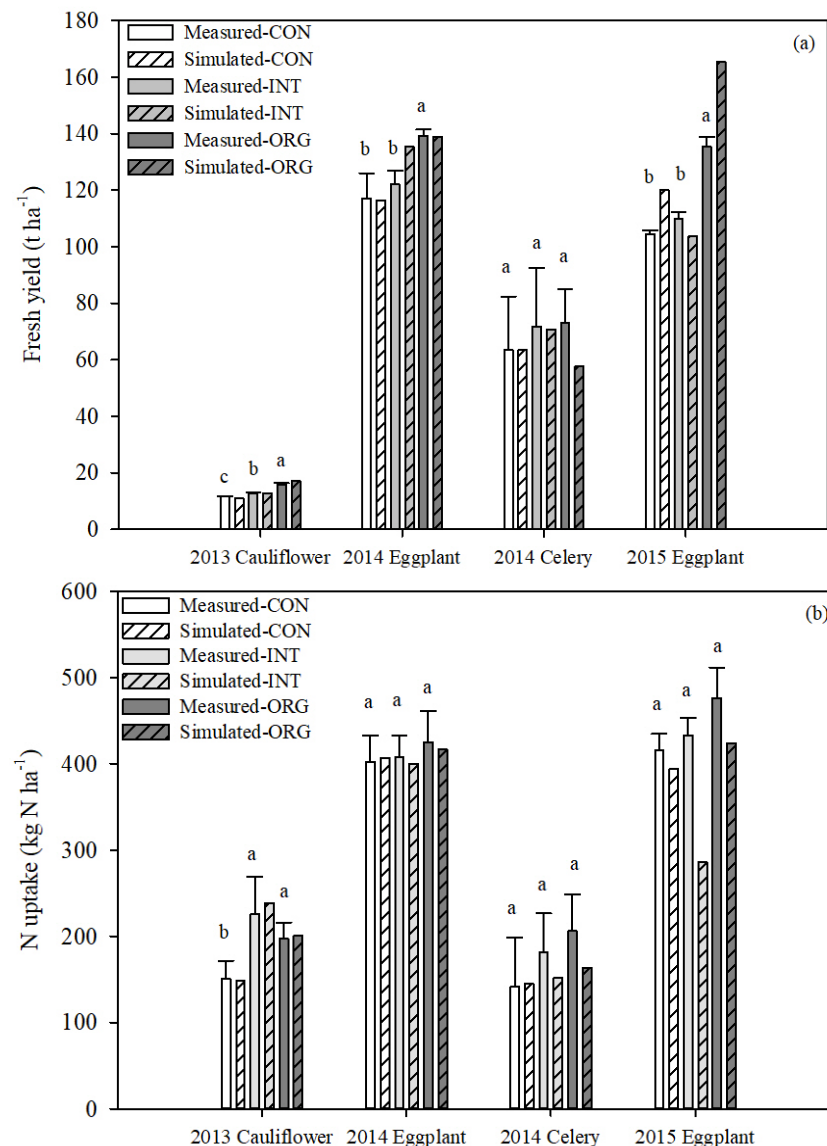 (a)
Measured-CON
Simulated-CON
Measured-INT
Simulated-INT
Measured-ORG
Simulated-ORG
Fresh yield (t ha⁻¹)
180
160
140
120
100
80
60
40
20
0
c b a
b b a
a a a
b b a
2013 Cauliflower 2014 Eggplant 2014 Celery 2015 Eggplant
(b)
Measured-CON
Simulated-CON
Measured-INT
Simulated-INT
Measured-ORG
Simulated-ORG
N uptake (kg N ha⁻¹)
600
500
400
300
200
100
0
b a a
a a a
a a a
a a a
2013 Cauliflower 2014 Eggplant 2014 Celery 2015 Eggplant